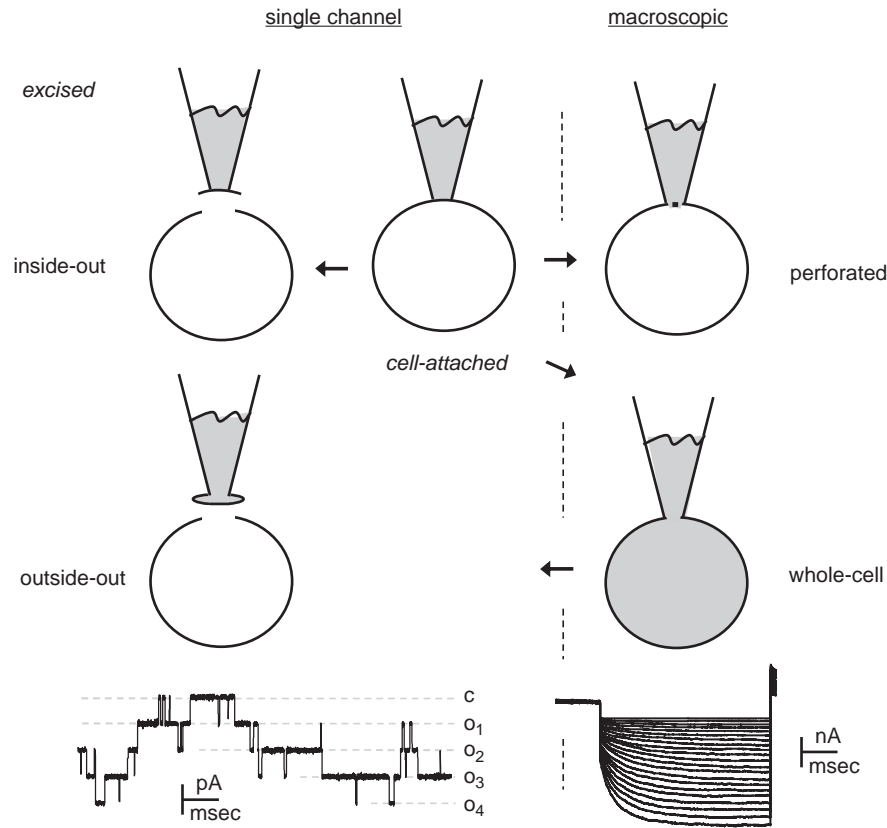 single channel
macroscopic
excised
inside-out
perforated
cell-attached
outside-out
whole-cell
c
o1
o2
o3
o4
pA
msec
nA
msec